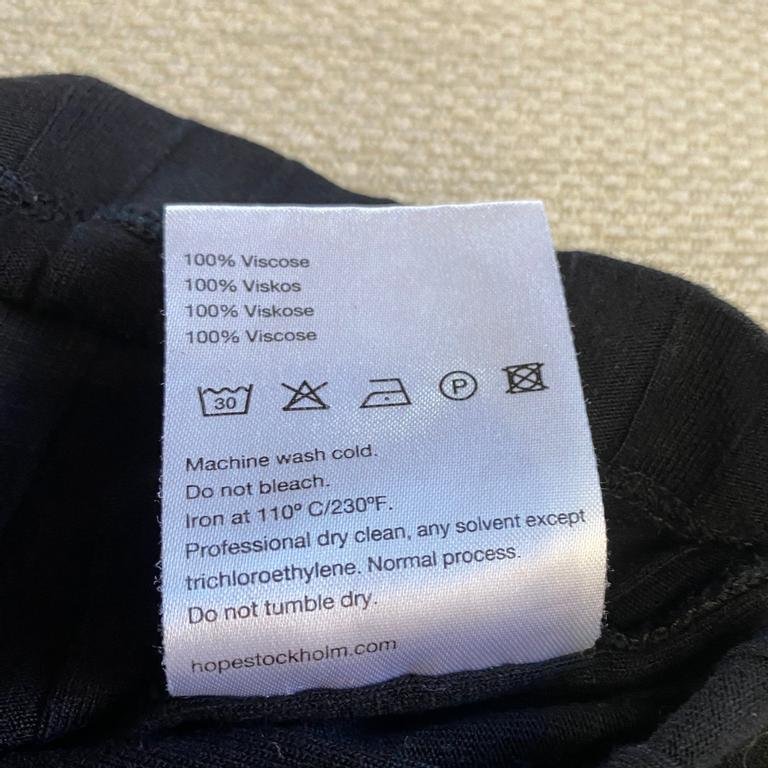 100% Viscose
100% Viskos
100% Viskose
100% Viscose
30 P
Machine wash cold.
Do not bleach.
Iron at 110º C/230ºF.
Professional dry clean, any solvent except
trichloroethylene. Normal process.
Do not tumble dry.
hopestockholm.com